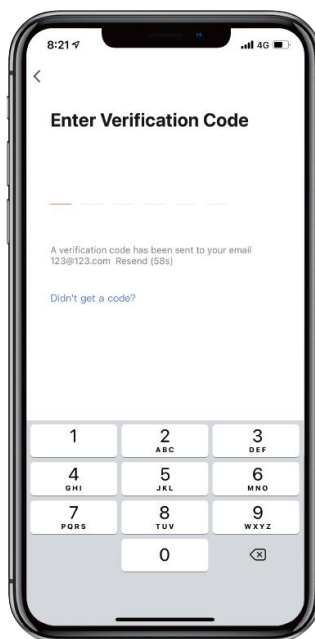 8:21 4G
Enter Verification Code
A verification code has been sent to your email
123@123.com Resend (58s)
Didn't get a code?
1 2 3
ABC DEF
4 5 6
GHI JKL MNO
7 8 9
PQRS TUV WXYZ
0